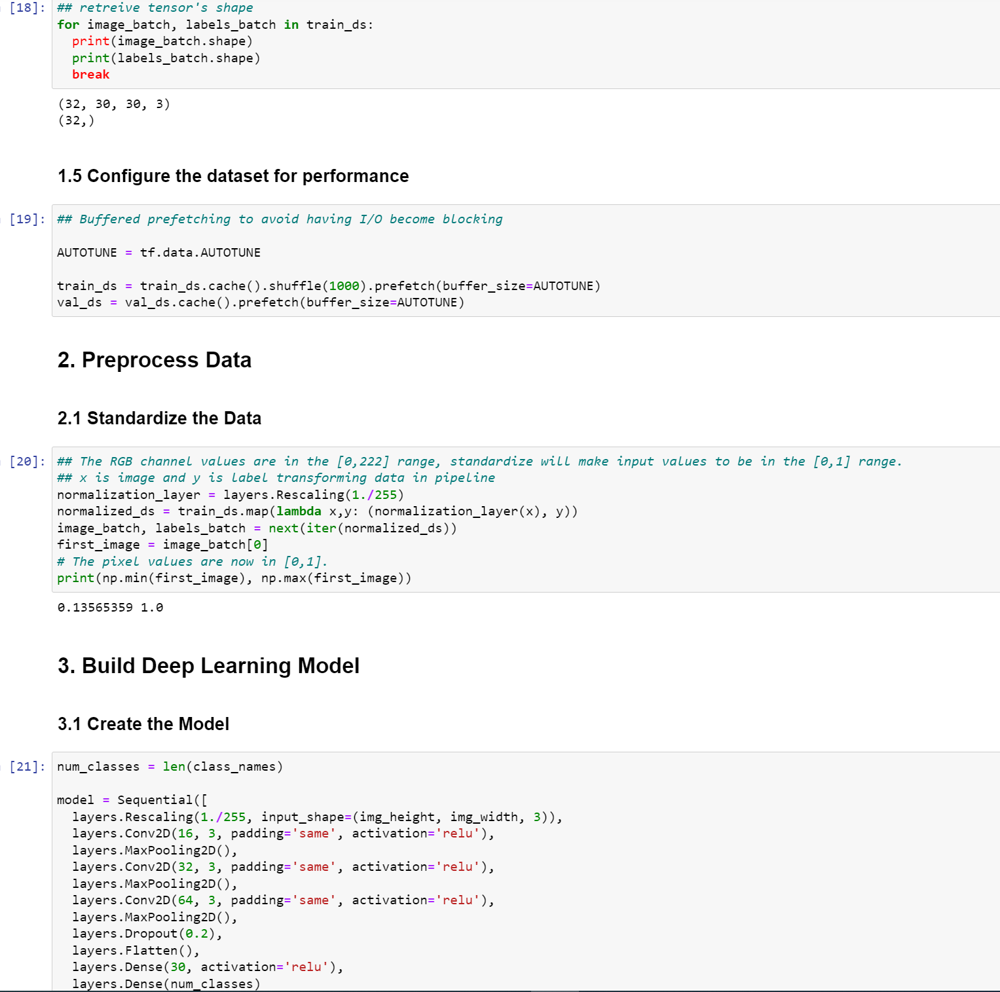 [18]: ## retreive tensor's shape
for image_batch, labels_batch in train_ds:
  print(image_batch.shape)
  print(labels_batch.shape)
  break
(32, 30, 30, 3)
(32,)
1.5 Configure the dataset for performance
[19]: ## Buffered prefetching to avoid having I/O become blocking
AUTOTUNE = tf.data.AUTOTUNE
train_ds = train_ds.cache().shuffle(1000).prefetch(buffer_size=AUTOTUNE)
val_ds = val_ds.cache().prefetch(buffer_size=AUTOTUNE)
2. Preprocess Data
2.1 Standardize the Data
[20]: ## The RGB channel values are in the [0,222] range, standardize will make input values to be in the [0,1] range.
## x is image and y is label transforming data in pipeline
normalization_layer = layers.Rescaling(1./255)
normalized_ds = train_ds.map(lambda x,y: (normalization_layer(x), y))
image_batch, labels_batch = next(iter(normalized_ds))
first_image = image_batch[0]
# The pixel values are now in [0,1].
print(np.min(first_image), np.max(first_image))
0.13565359 1.0
3. Build Deep Learning Model
3.1 Create the Model
[21]: num_classes = len(class_names)
model = Sequential([
  layers.Rescaling(1./255, input_shape=(img_height, img_width, 3)),
  layers.Conv2D(16, 3, padding='same', activation='relu'),
  layers.MaxPooling2D(),
  layers.Conv2D(32, 3, padding='same', activation='relu'),
  layers.MaxPooling2D(),
  layers.Conv2D(64, 3, padding='same', activation='relu'),
  layers.MaxPooling2D(),
  layers.Dropout(0.2),
  layers.Flatten(),
  layers.Dense(30, activation='relu'),
  layers.Dense(num_classes)